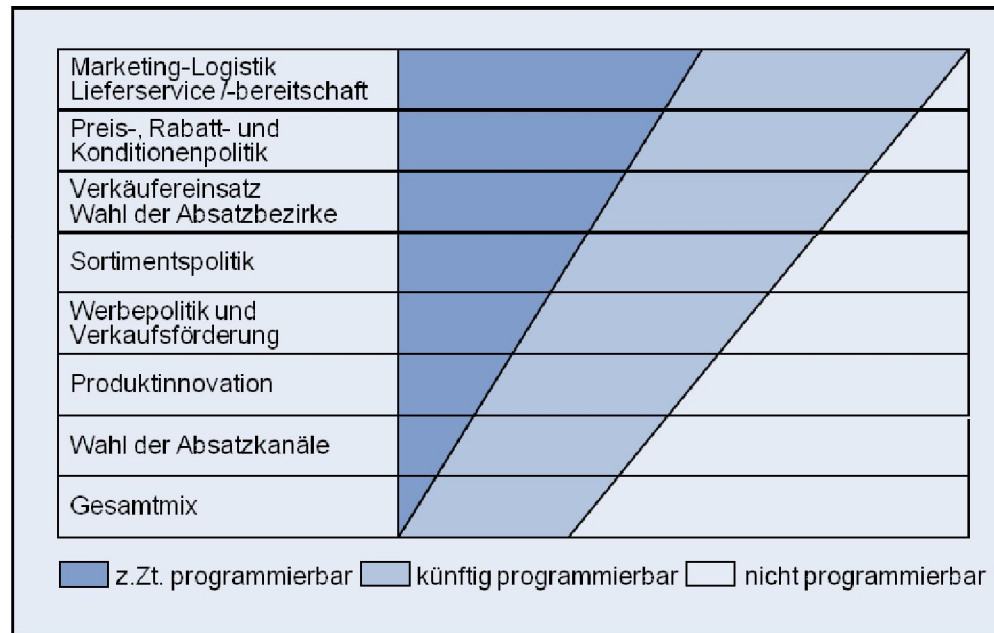 Marketing-Logistik
Lieferservice /-bereitschaft
Preis-, Rabatt- und
Konditionenpolitik
Verkäufereinsatz
Wahl der Absatzbezirke
Sortimentspolitik
Werbepolitik und
Verkaufsförderung
Produktinnovation
Wahl der Absatzkanäle
Gesamtmix
z.Zt. programmierbar künftig programmierbar nicht programmierbar